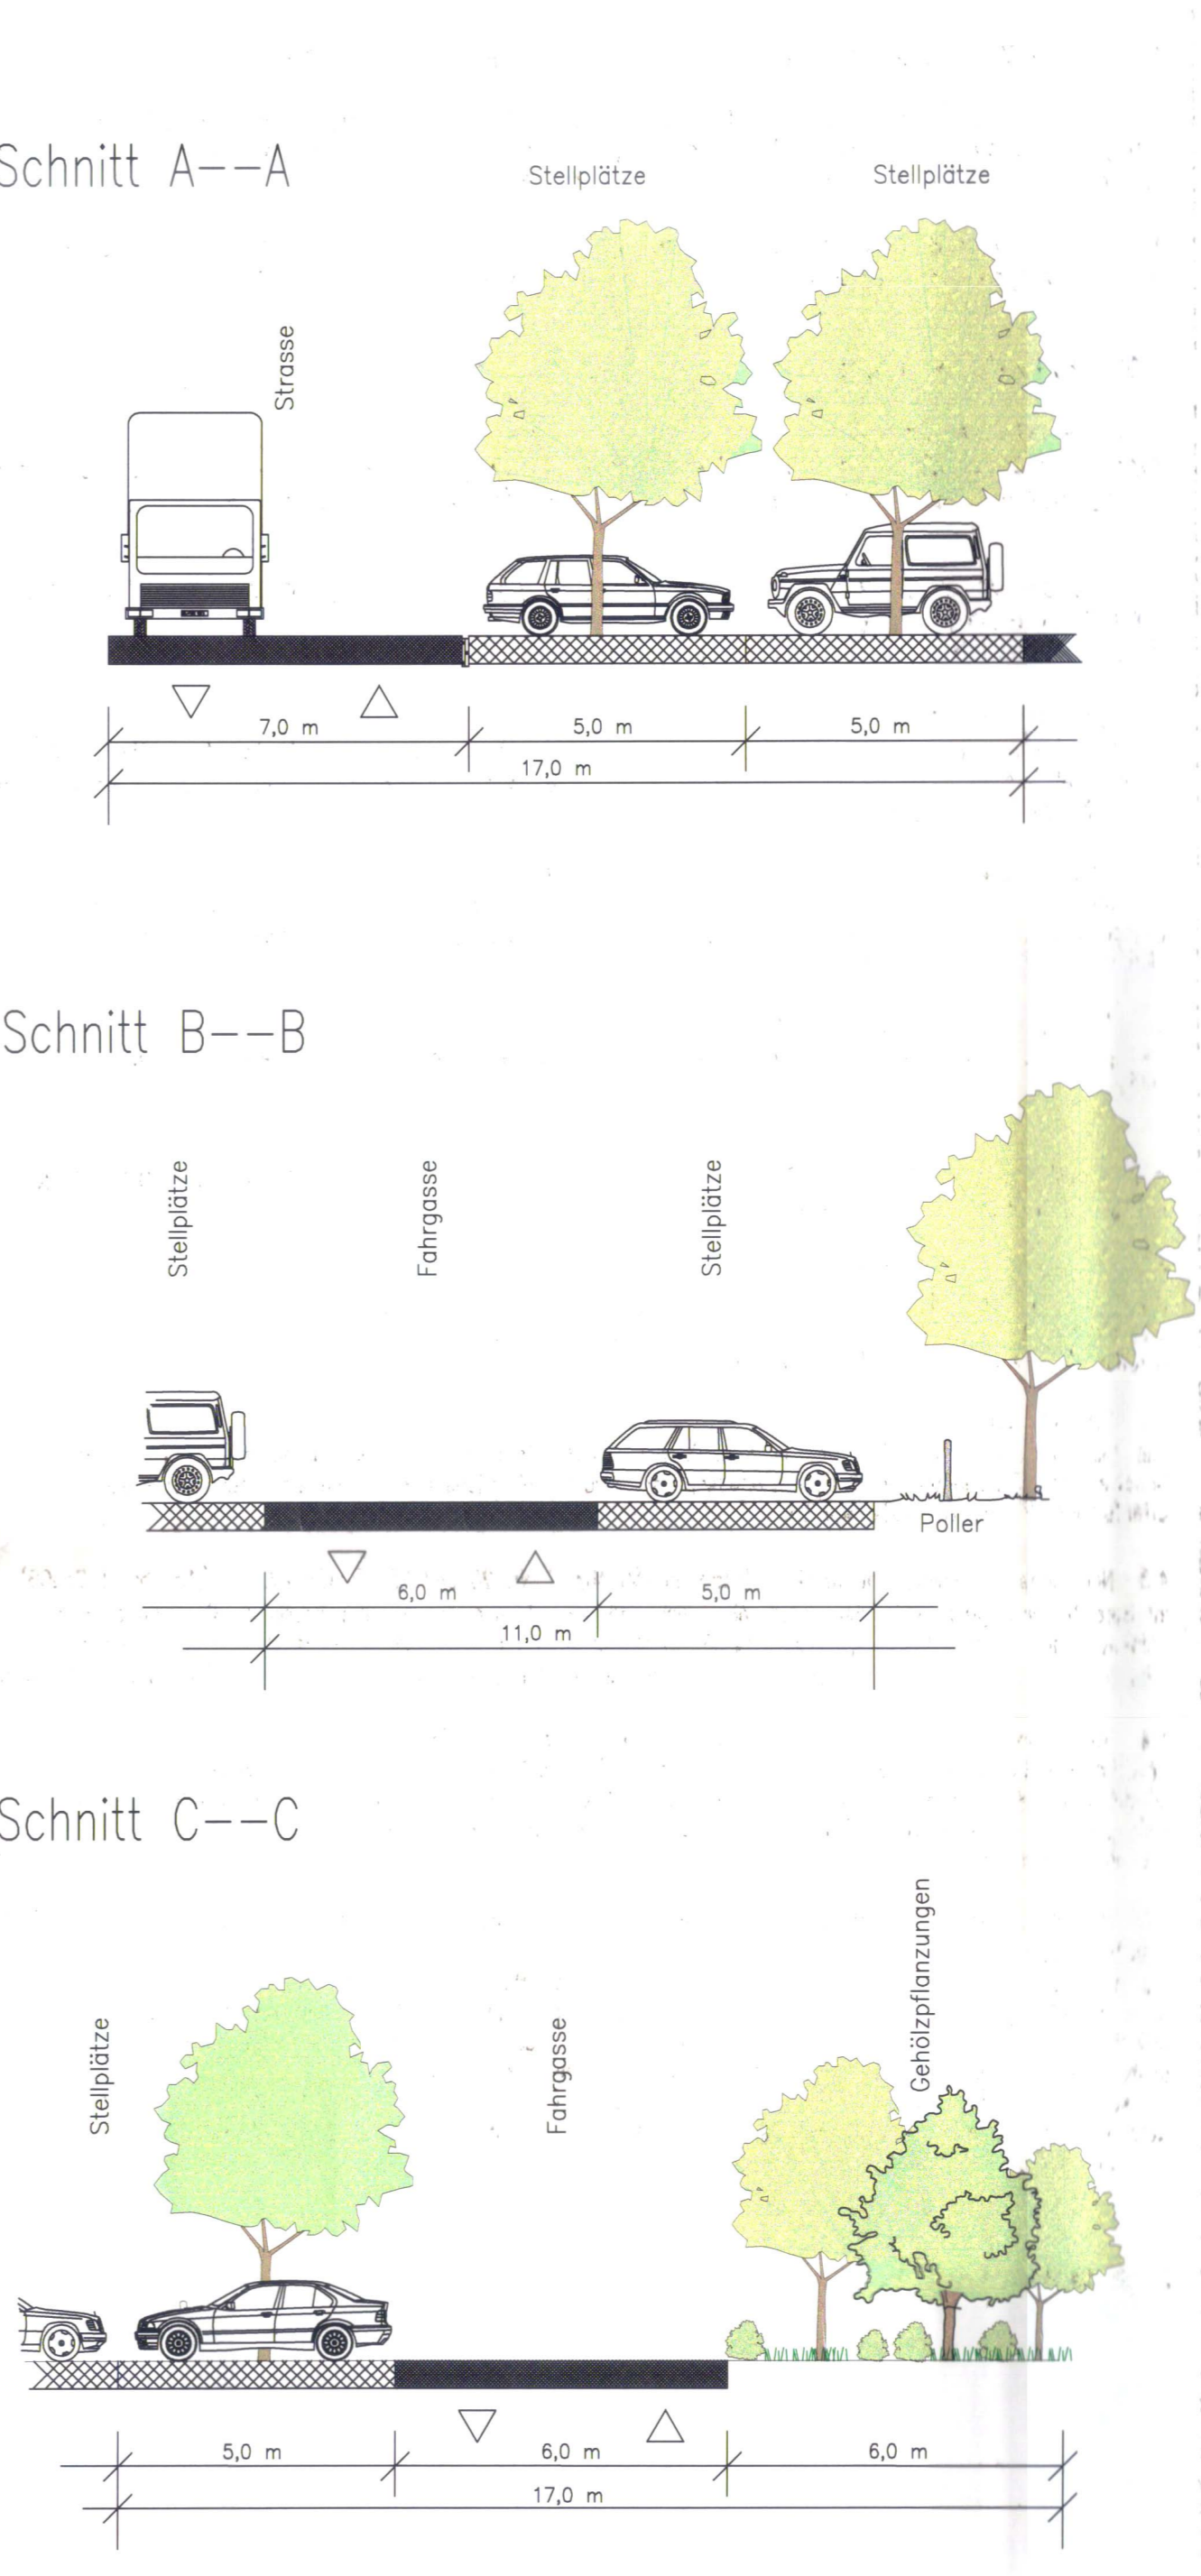 Schnitt A––A
Stellplätze
Stellplätze
Strasse
7,0 m
5,0 m
5,0 m
17,0 m
Schnitt B––B
Stellplätze
Fahrgasse
Stellplätze
Poller
6,0 m
5,0 m
11,0 m
Schnitt C––C
Stellplätze
Fahrgasse
Gehölzpflanzungen
5,0 m
6,0 m
6,0 m
17,0 m